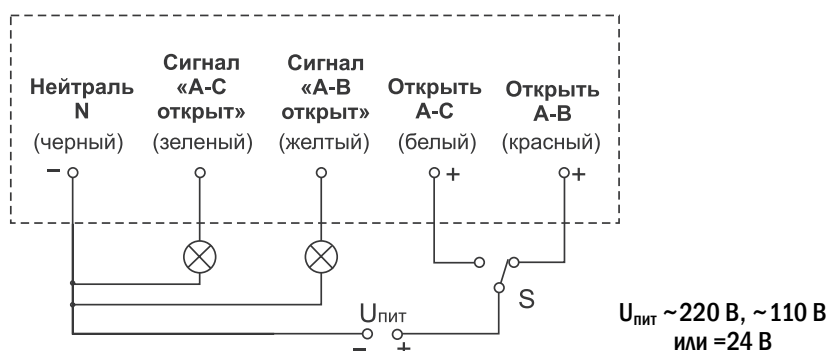 Нейтраль
N
(черный)
Сигнал
«А-С
открыт»
(зеленый)
Сигнал
«А-В
открыт»
(желтый)
Открыть
А-С
(белый)
Открыть
А-В
(красный)
−
+
+
S
Uпит
−
+
Uпит ~220 В, ~110 В
или =24 В